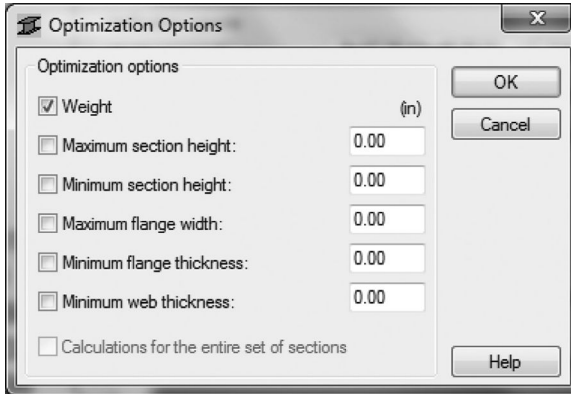 Optimization Options
x
Optimization options
OK
Weight (in)
Cancel
Maximum section height: 0.00
Minimum section height: 0.00
Maximum flange width: 0.00
Minimum flange thickness: 0.00
Minimum web thickness: 0.00
Calculations for the entire set of sections
Help